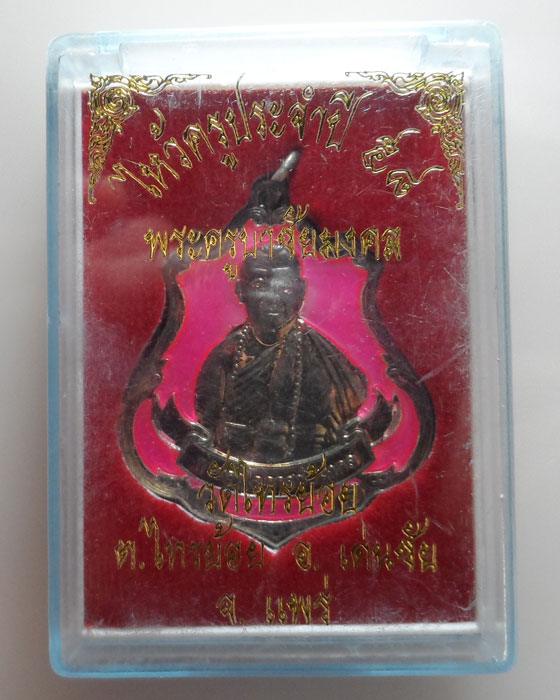 ไหว้ครูประจำปี ๕๔
พระครูบาชัยมงคล
วัดไทรย้อย
ต.ไทรย้อย อ. เด่นชัย
จ. แพร่